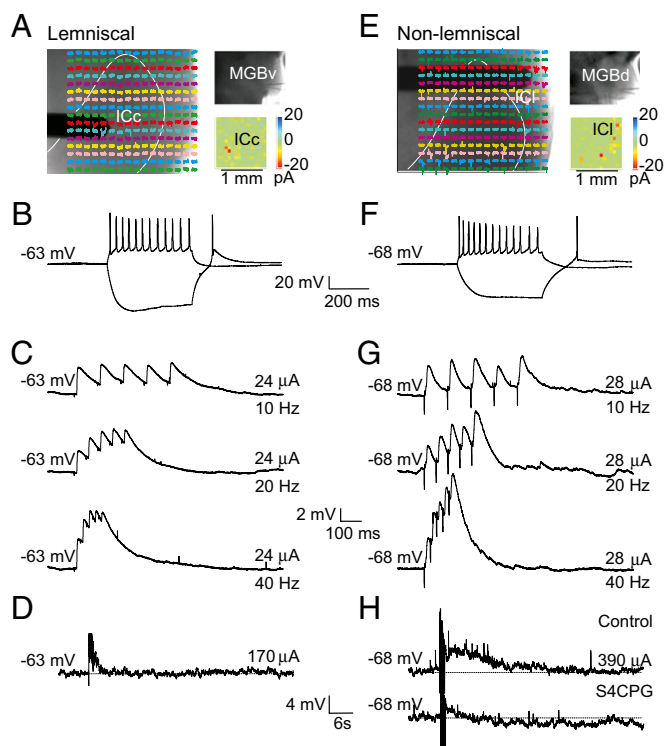 A Lemniscal
ICc
MGBv
ICc
20
0
-20
pA
1 mm
E Non-lemniscal
ICl
MGBd
ICl
20
0
-20
pA
1 mm
B
-63 mV
F
-68 mV
20 mV
200 ms
C
-63 mV
24 µA
10 Hz
-63 mV
24 µA
20 Hz
-63 mV
24 µA
40 Hz
G
-68 mV
28 µA
10 Hz
-68 mV
28 µA
20 Hz
-68 mV
28 µA
40 Hz
2 mV
100 ms
D
-63 mV
170 µA
H
Control
-68 mV
390 µA
S4CPG
-68 mV
4 mV
6s